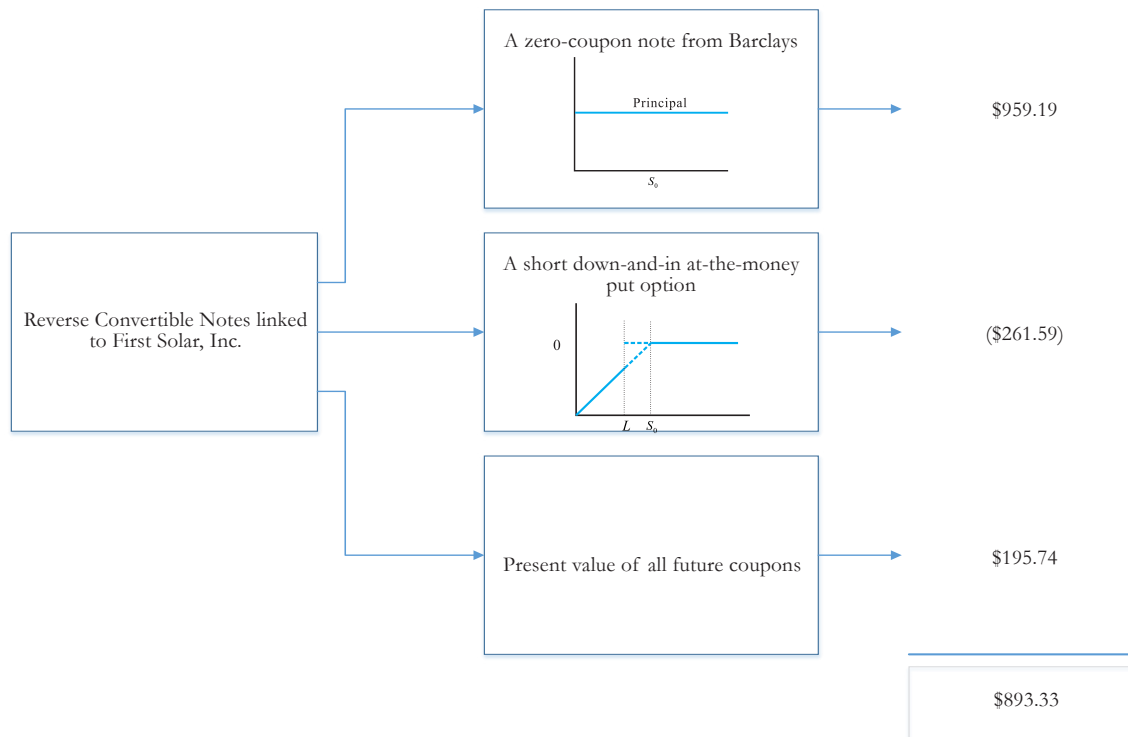 A zero-coupon note from Barclays
Principal
S₀
$959.19
Reverse Convertible Notes linked
to First Solar, Inc.
A short down-and-in at-the-money
put option
0
L S₀
($261.59)
Present value of all future coupons
$195.74
$893.33